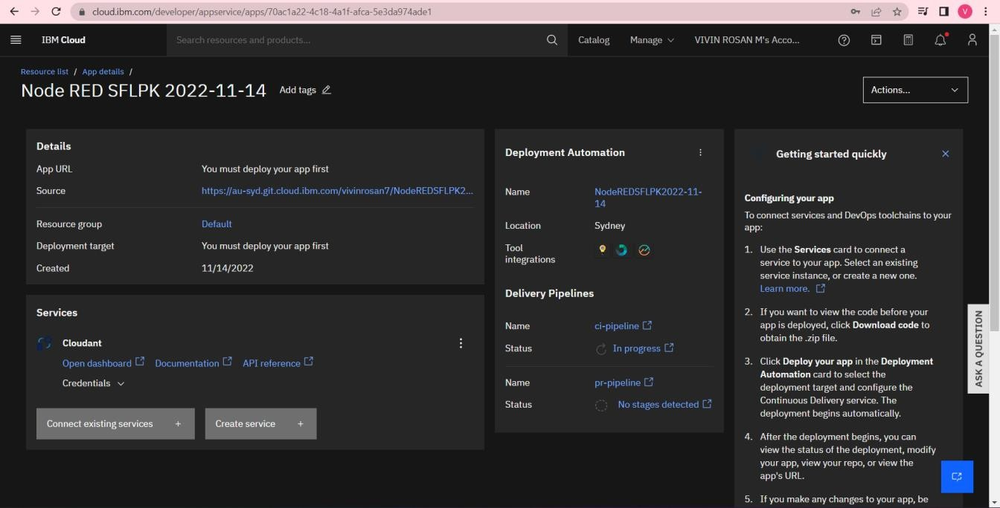 cloud.ibm.com/developer/appservice/apps/70ac1a22-4c18-4a1f-afca-5e3da974ade1
V
IBM Cloud
Search resources and products...
Catalog
Manage
VIVIN ROSAN M's Acco...
Resource list / App details /
Node RED SFLPK 2022-11-14
Add tags
Actions...
Details
App URL
You must deploy your app first
Source
https://au-syd.git.cloud.ibm.com/vivinrosan7/NodeREDSFLPK2...
Resource group
Default
Deployment target
You must deploy your app first
Created
11/14/2022
Services
Cloudant
Open dashboard
Documentation
API reference
Credentials
Connect existing services +
Create service +
Deployment Automation
Name
NodeREDSFLPK2022-11-
14
Location
Sydney
Tool
integrations
Delivery Pipelines
Name
ci-pipeline
Status
In progress
Name
pr-pipeline
Status
No stages detected
Getting started quickly
Configuring your app
To connect services and DevOps toolchains to your
app:
1. Use the Services card to connect a
service to your app. Select an existing
service instance, or create a new one.
Learn more.
2. If you want to view the code before your
app is deployed, click Download code to
obtain the .zip file.
3. Click Deploy your app in the Deployment
Automation card to select the
deployment target and configure the
Continuous Delivery service. The
deployment begins automatically.
4. After the deployment begins, you can
view the status of the deployment, modify
your app, view your repo, or view the
app's URL.
5. If you make any changes to your app, be
ASK A QUESTION